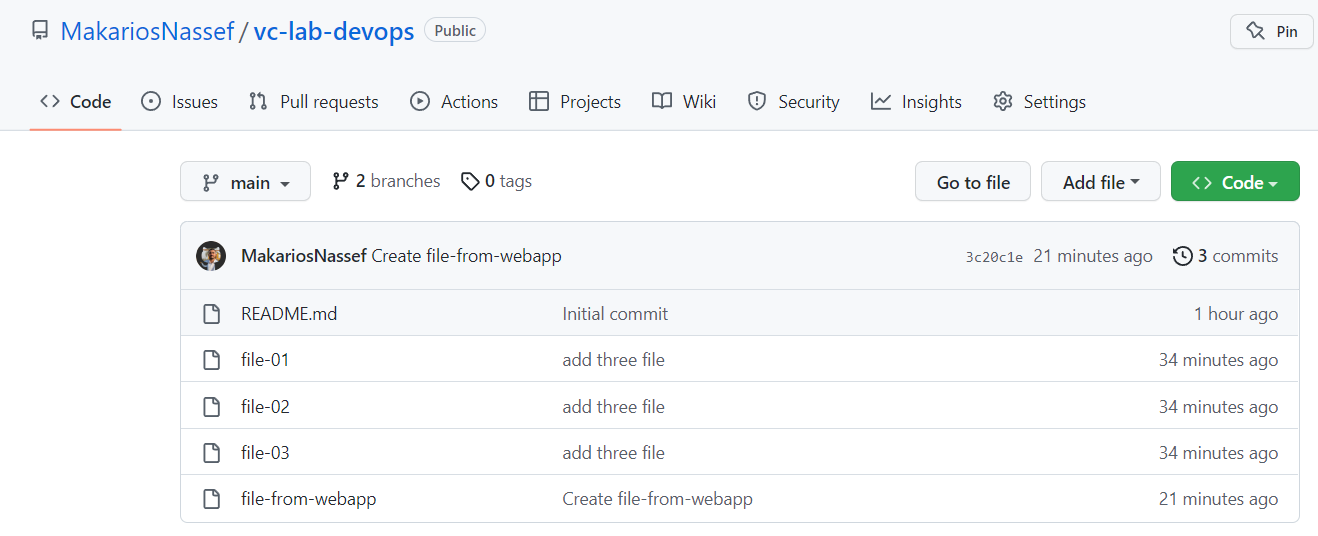 MakariosNassef / vc-lab-devops Public Pin
Code Issues Pull requests Actions Projects Wiki Security Insights Settings
main 2 branches 0 tags Go to file Add file Code
MakariosNassef Create file-from-webapp 3c20c1e 21 minutes ago 3 commits
README.md Initial commit 1 hour ago
file-01 add three file 34 minutes ago
file-02 add three file 34 minutes ago
file-03 add three file 34 minutes ago
file-from-webapp Create file-from-webapp 21 minutes ago